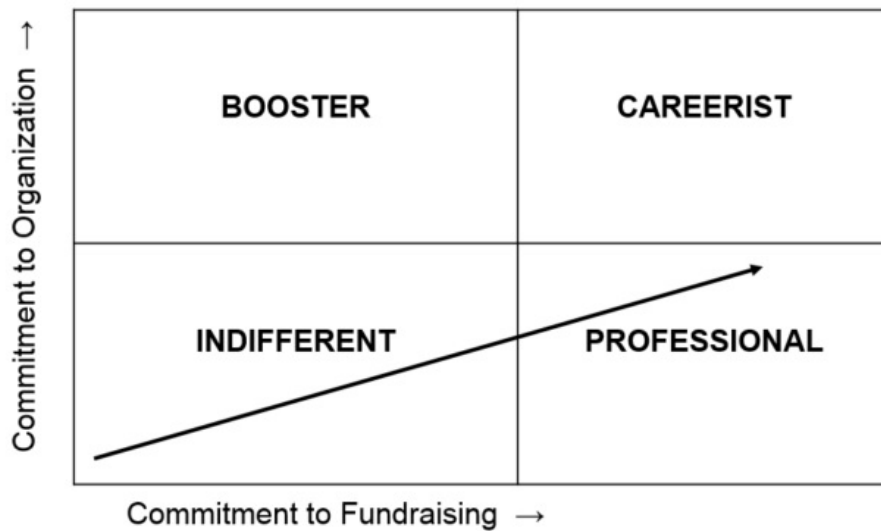 Commitment to Organization →
BOOSTER
CAREERIST
INDIFFERENT
PROFESSIONAL
Commitment to Fundraising →